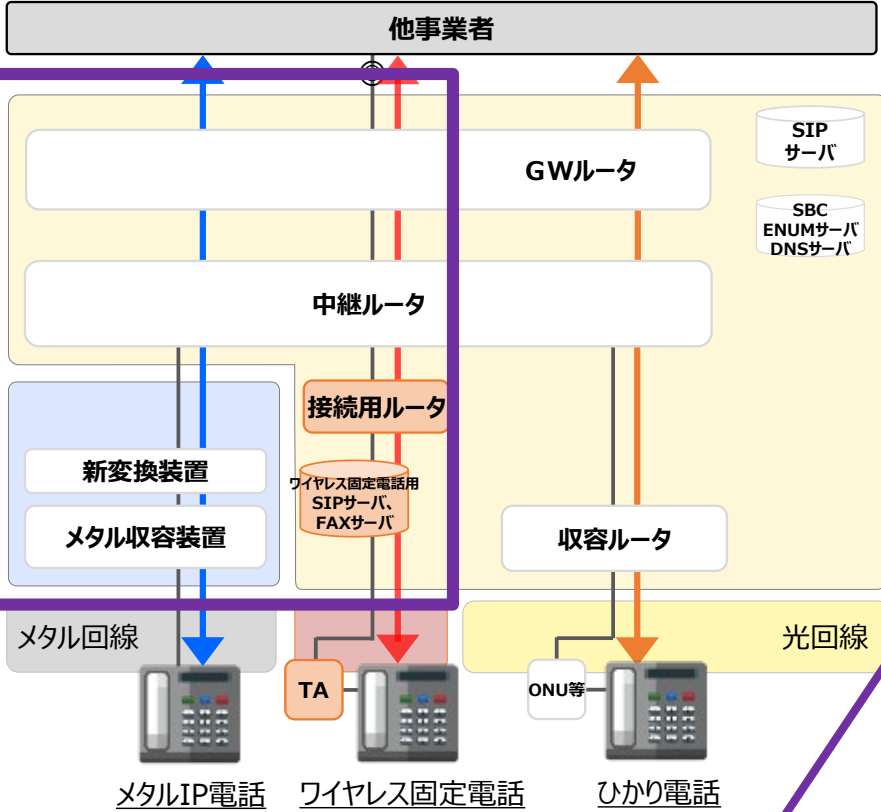 他事業者
SIP
サーバ
GWルータ
SBC
ENUMサーバ
DNSサーバ
中継ルータ
接続用ルータ
新変換装置
ワイヤレス固定電話用
SIPサーバ、
FAXサーバ
メタル収容装置
収容ルータ
メタル回線
光回線
TA
ONU等
メタルIP電話
ワイヤレス固定電話
ひかり電話